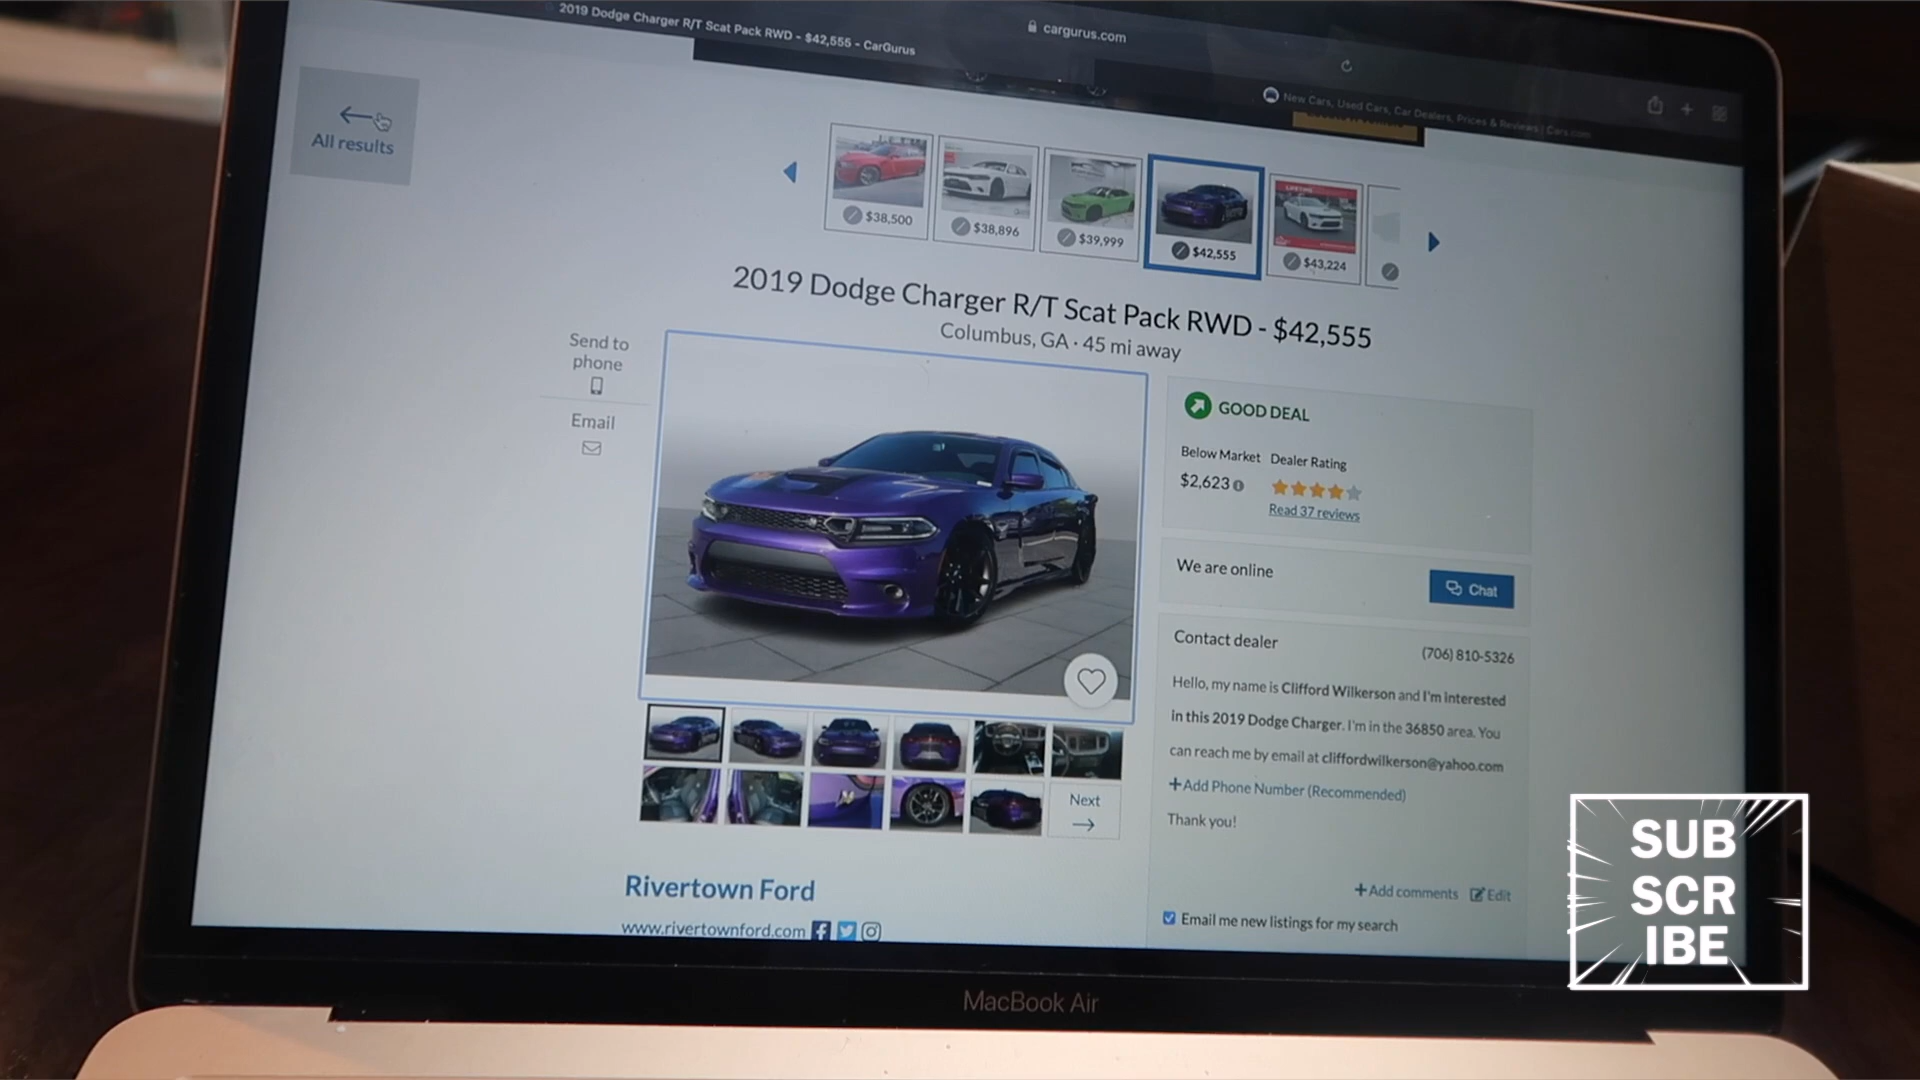 2019 Dodge Charger R/T Scat Pack RWD - $42,555 - CarGurus
cargurus.com
New Cars, Used Cars, Car Dealers, Prices & Reviews | Cars.com
All results
$38,500
$38,896
$39,999
$42,555
LIFETIME
$43,224
2019 Dodge Charger R/T Scat Pack RWD - $42,555
Columbus, GA · 45 mi away
Send to
phone
Email
GOOD DEAL
Below Market Dealer Rating
$2,623
Read 37 reviews
We are online
Chat
Contact dealer
(706) 810-5326
Hello, my name is Clifford Wilkerson and I'm interested
in this 2019 Dodge Charger. I'm in the 36850 area. You
can reach me by email at cliffordwilkerson@yahoo.com
+Add Phone Number (Recommended)
Thank you!
+Add comments Edit
Email me new listings for my search
Next
Rivertown Ford
www.rivertownford.com
MacBook Air
SUB
SCR
IBE